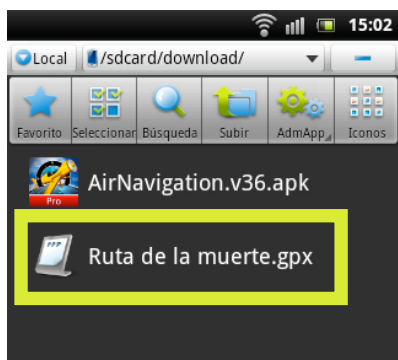 15:02
Local /sdcard/download/
Favorito Seleccionar Búsqueda Subir AdmApp Iconos
AirNavigation.v36.apk
Pro
Ruta de la muerte.gpx